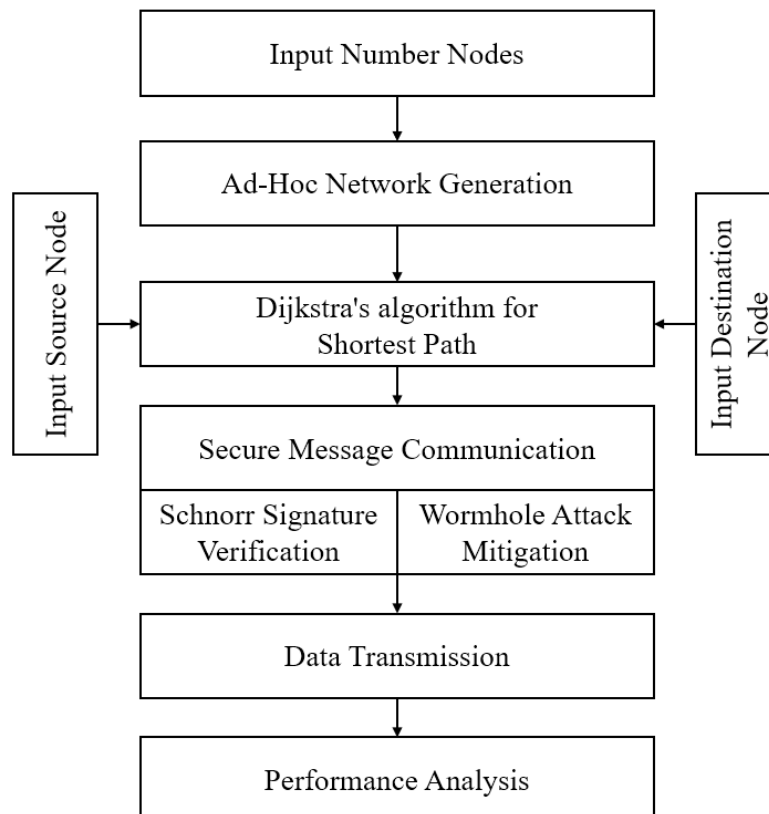 Input Number Nodes
Ad-Hoc Network Generation
Input Source Node
Dijkstra's algorithm for
Shortest Path
Input Destination
Node
Secure Message Communication
Schnorr Signature
Verification
Wormhole Attack
Mitigation
Data Transmission
Performance Analysis